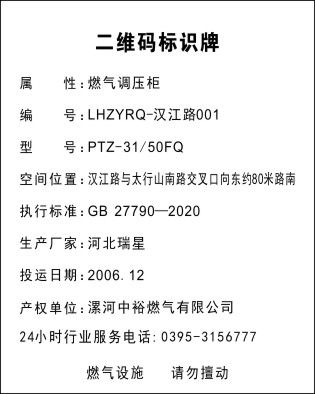 二维码标识牌
属　　性:燃气调压柜
编　　号:LHZYRQ-汉江路001
型　　号:PTZ-31/50FQ
空间位置:汉江路与太行山南路交叉口向东约80米路南
执行标准:GB 27790—2020
生产厂家:河北瑞星
投运日期:2006.12
产权单位:漯河中裕燃气有限公司
24小时行业服务电话:0395-3156777
燃气设施　　请勿擅动